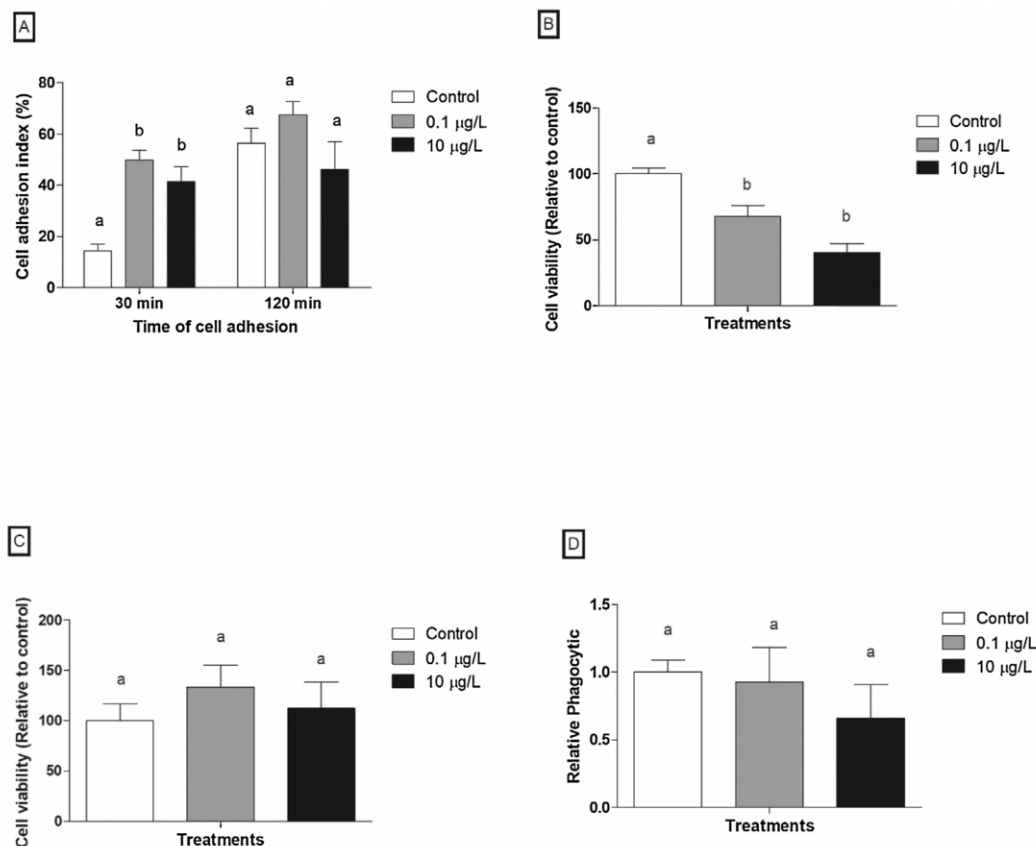 A
Cell adhesion index (%)
80
60
40
20
0
a
b
b
a
a
a
30 min
120 min
Time of cell adhesion
Control
0.1 μg/L
10 μg/L
B
Cell viability (Relative to control)
150
100
50
0
a
b
b
Treatments
Control
0.1 μg/L
10 μg/L
C
Cell viability (Relative to control)
200
150
100
50
0
a
a
a
Treatments
Control
0.1 μg/L
10 μg/L
D
Relative Phagocytic
1.5
1.0
0.5
0.0
a
a
a
Treatments
Control
0.1 μg/L
10 μg/L